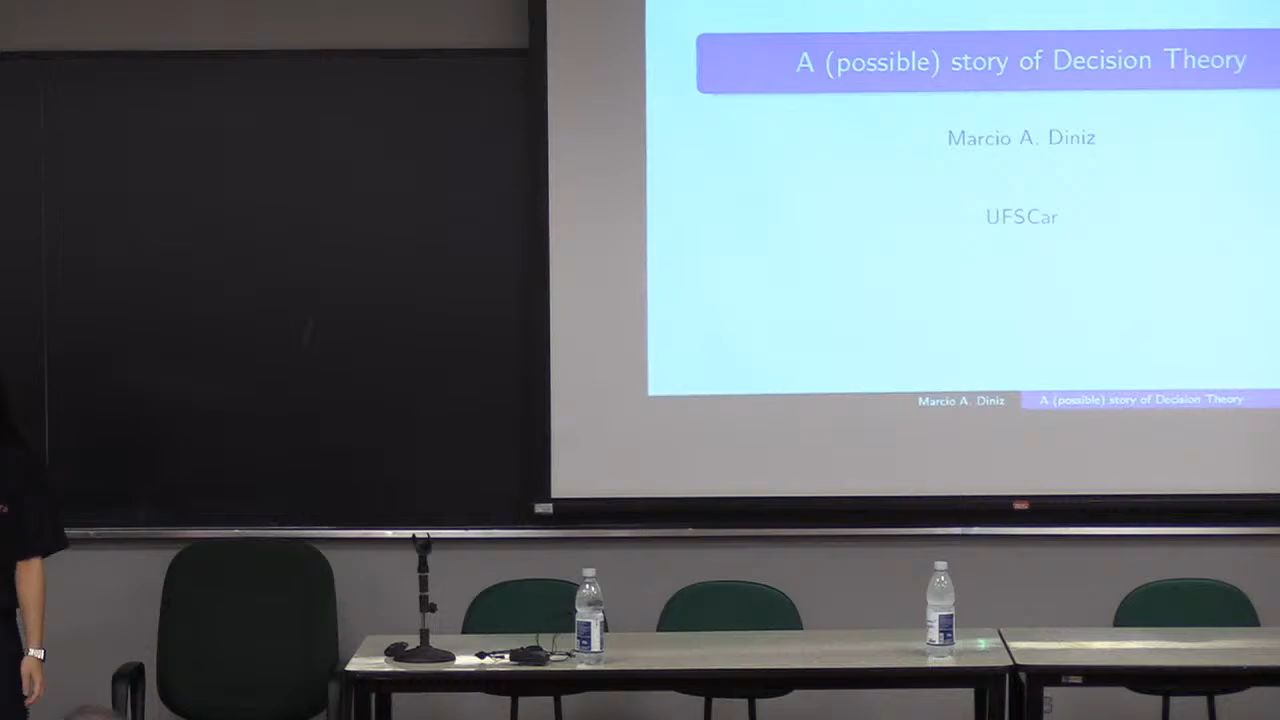 A (possible) story of Decision Theory
Marcio A. Diniz
UFSCar
Marcio A. Diniz
A (possible) story of Decision Theory